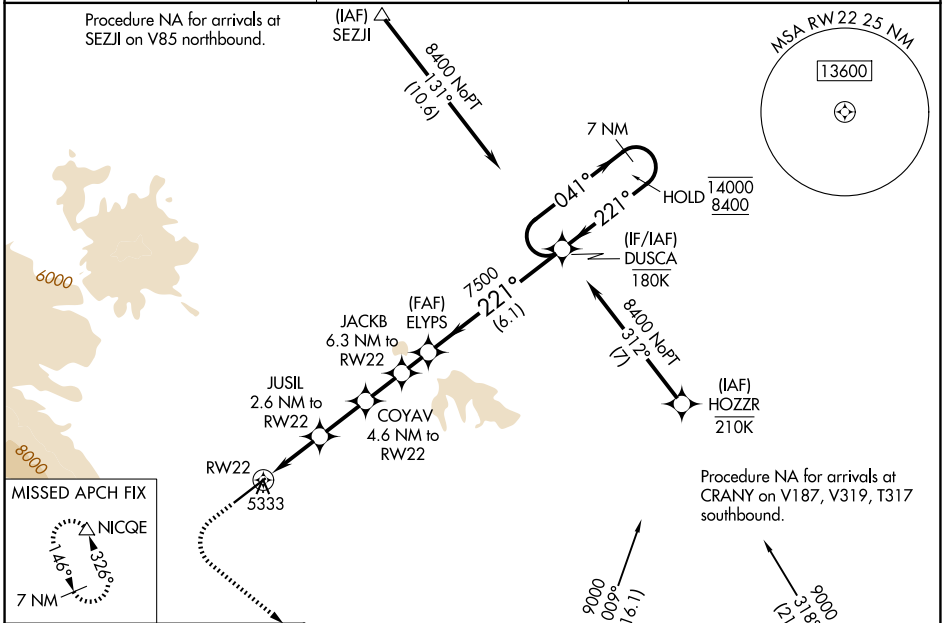 Procedure NA for arrivals at
SEZJI on V85 northbound.
(IAF)
SEZJI
8400 NoPT
131°
(10.6)
MSA RW22 25 NM
13600
7 NM
041°
221°
HOLD
14000
8400
(IF/IAF)
DUSCA
180K
7500
221°
(6.1)
(FAF)
ELYPS
JACKB
6.3 NM to
RW22
6000
8400 NoPT
312°
(7)
(IAF)
HOZZR
210K
JUSIL
2.6 NM to
RW22
COYAV
4.6 NM to
RW22
8000
RW22
5333
Procedure NA for arrivals at
CRANY on V187, V319, T317
southbound.
MISSED APCH FIX
NICQE
146°
326°
7 NM
9000
009°
9000
318°